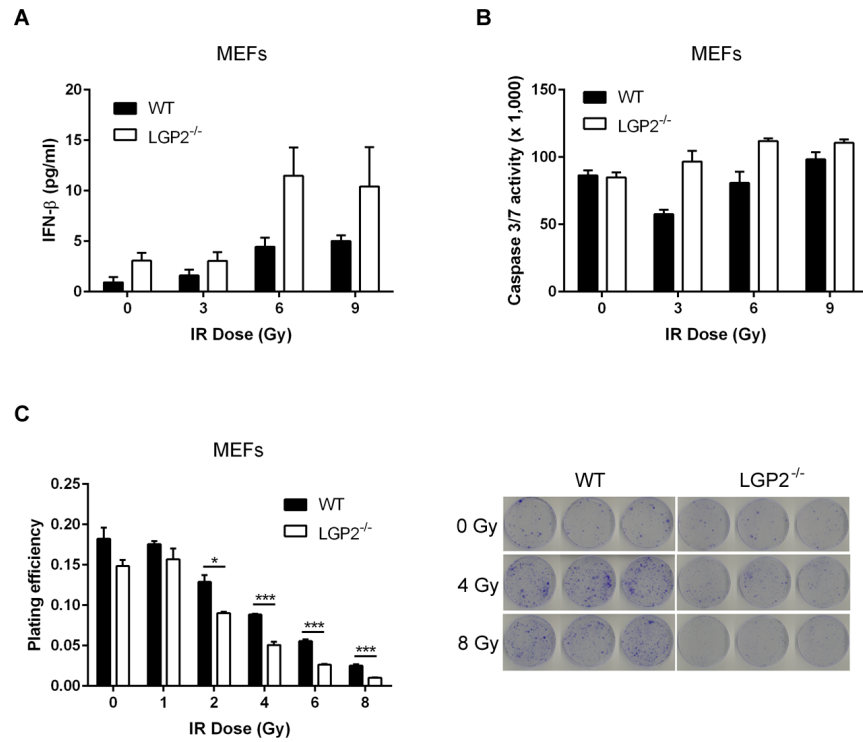 A
MEFs
20
15
10
5
0
IFN-β (pg/ml)
WT
LGP2-/-
0 3 6 9
IR Dose (Gy)
B
MEFs
150
100
50
0
Caspase 3/7 activity (x 1,000)
WT
LGP2-/-
0 3 6 9
IR Dose (Gy)
C
MEFs
0.25
0.20
0.15
0.10
0.05
0.00
Plating efficiency
WT
LGP2-/-
*
***
***
***
0 1 2 4 6 8
IR Dose (Gy)
WT LGP2-/-
0 Gy
4 Gy
8 Gy